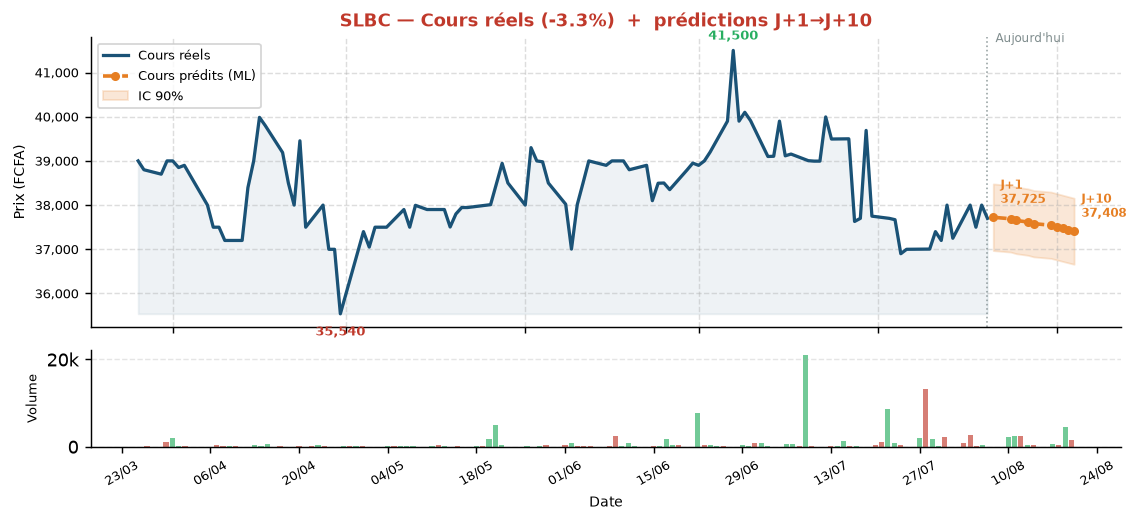 SLBC — Cours réels (-3.3%)  +  prédictions J+1→J+10
41,500
Aujourd'hui
Cours réels
Cours prédits (ML)
IC 90%
Prix (FCFA)
41,000
40,000
39,000
38,000
37,000
36,000
J+1
37,725
J+10
37,408
35,540
Volume
20k
0
23/03
06/04
20/04
04/05
18/05
01/06
15/06
29/06
13/07
27/07
10/08
24/08
Date